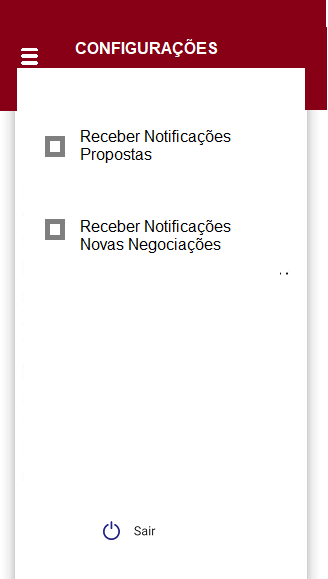 CONFIGURAÇÕES
Receber Notificações
Propostas
Receber Notificações
Novas Negociações
Sair